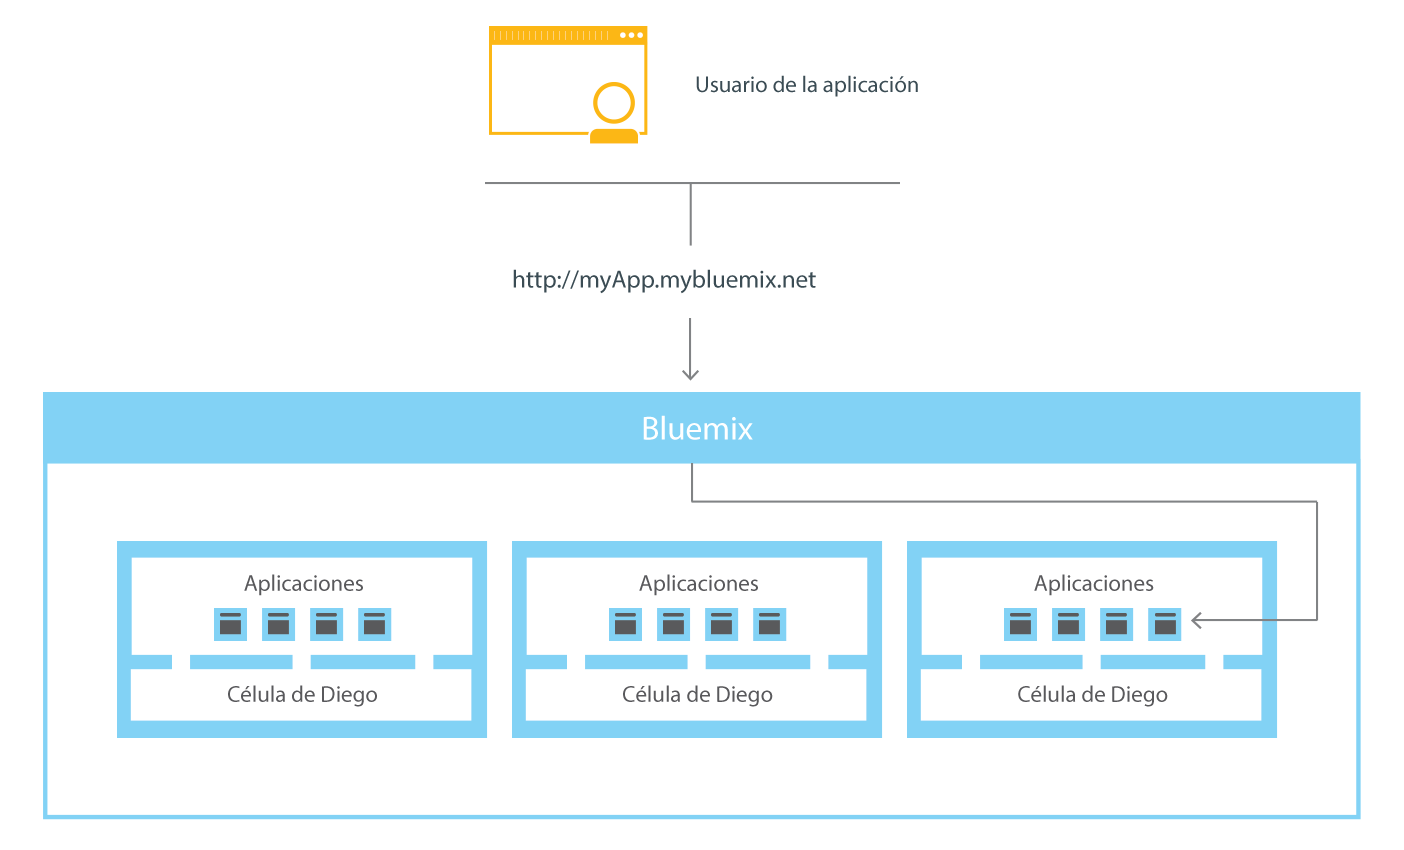 Usuario de la aplicación
http://myApp.mybluemix.net
Bluemix
Aplicaciones
Aplicaciones
Aplicaciones
Célula de Diego
Célula de Diego
Célula de Diego